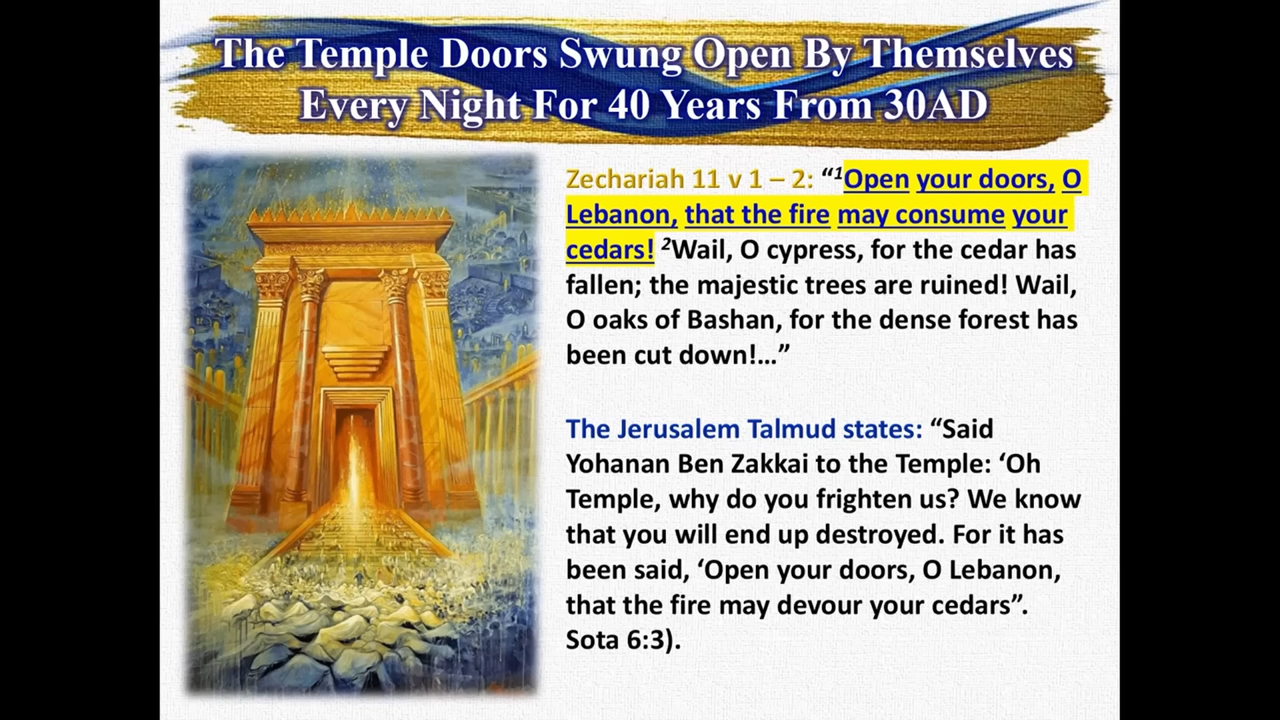 The Temple Doors Swung Open By Themselves
Every Night For 40 Years From 30AD
Zechariah 11 v 1 – 2: “¹Open your doors, O
Lebanon, that the fire may consume your
cedars! ²Wail, O cypress, for the cedar has
fallen; the majestic trees are ruined! Wail,
O oaks of Bashan, for the dense forest has
been cut down!…”
The Jerusalem Talmud states: “Said
Yohanan Ben Zakkai to the Temple: ‘Oh
Temple, why do you frighten us? We know
that you will end up destroyed. For it has
been said, ‘Open your doors, O Lebanon,
that the fire may devour your cedars”.
Sota 6:3).